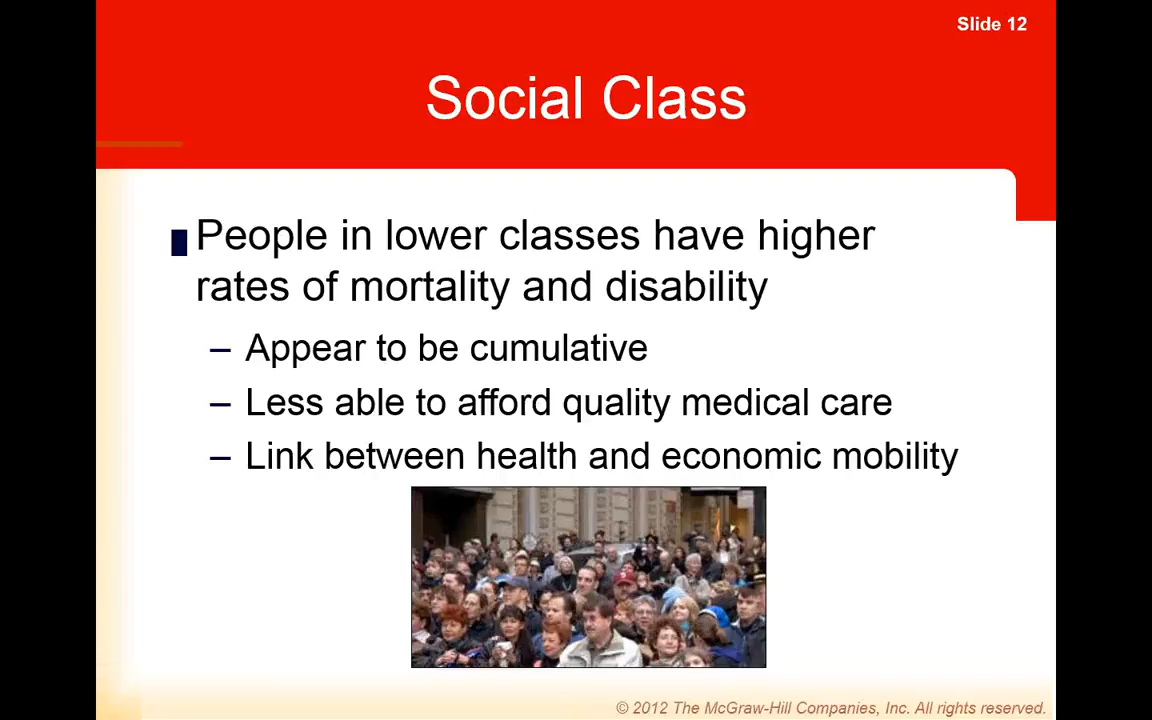 Slide 12
Social Class
People in lower classes have higher
rates of mortality and disability
– Appear to be cumulative
– Less able to afford quality medical care
– Link between health and economic mobility
© 2012 The McGraw-Hill Companies, Inc. All rights reserved.